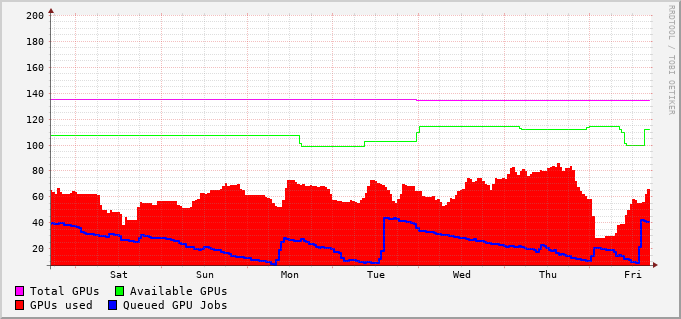 RRDTOOL / TOBI OETIKER
200
180
160
140
120
100
80
60
40
20
Sat Sun Mon Tue Wed Thu Fri
Total GPUs Available GPUs
GPUs used Queued GPU Jobs